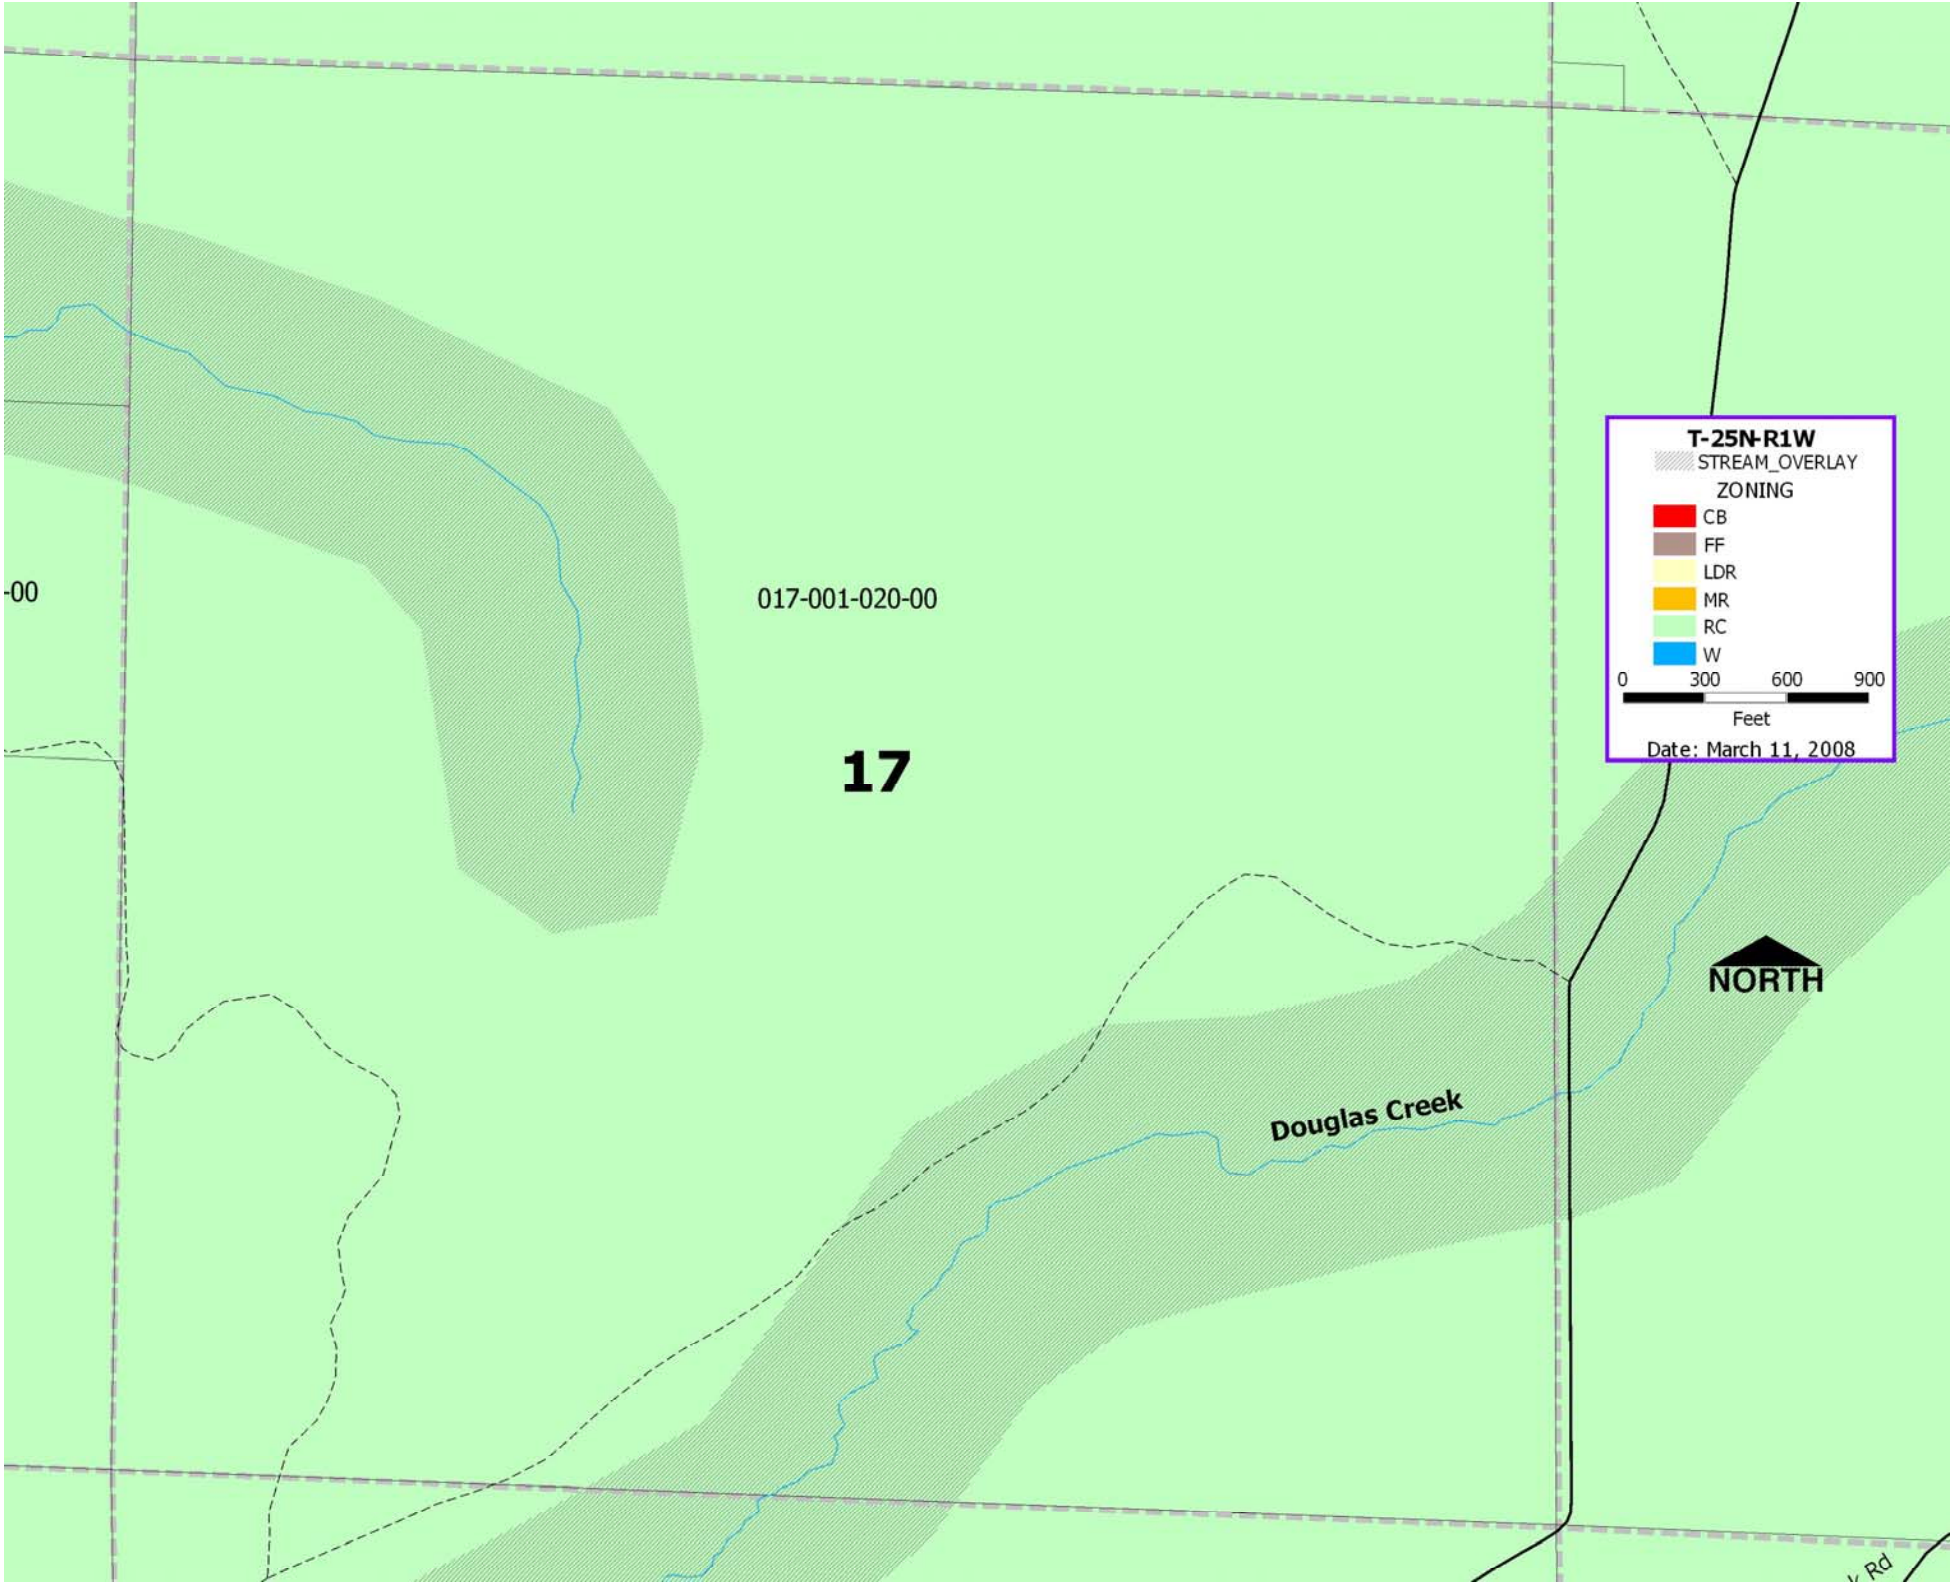 T-25N-R1W
STREAM_OVERLAY
ZONING
CB
FF
LDR
MR
RC
W
0 300 600 900
Feet
Date: March 11, 2008
-00
017-001-020-00
17
NORTH
Douglas Creek
k Rd